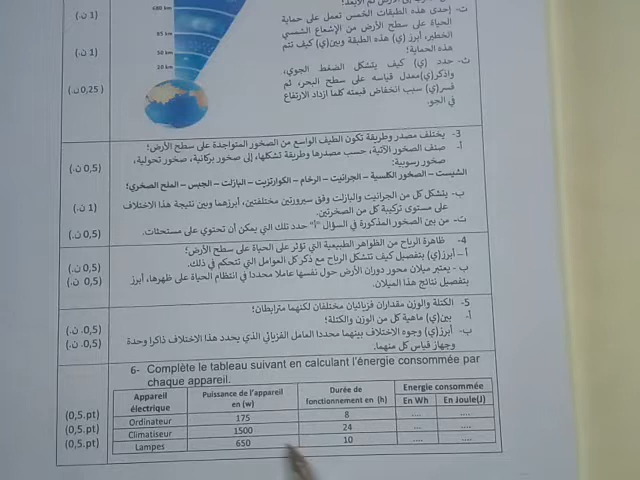 (1 ن.)
ت- إحدى هذه الطبقات الخمس تعمل على حماية
الحياة على سطح الأرض من الإشعاع الشمسي
الخطير، أبرز (ي) هذه الطبقة وبين(ي) كيف تتم
هذه الحماية؛
(1 ن.)
ث- حدد (ي) كيف يتشكل الضغط الجوي،
واذكر(ي)معدل قياسه على سطح البحر، ثم
فسر(ي) سبب انخفاض قيمته كلما ازداد الارتفاع
في الجو.
(0,25 ن.)
680 km
85 km
50 km
20 km
3- يختلف مصدر وطريقة تكون الطيف الواسع من الصخور المتواجدة على سطح الأرض؛
أ- صنف الصخور الآتية، حسب مصدرها وطريقة تشكلها، إلى صخور بركانية، صخور تحولية،
صخور رسوبية:
(0,5 ن.)
الشيست – الصخور الكلسية – الجرانيت – الرخام – الكوارتزيت – البازلت – الجبس – الملح الصخري؛
ب- يتشكل كل من الجرانيت والبازلت وفق سيرورتين مختلفتين، أبرزهما وبين نتيجة هذا الاختلاف
على مستوى تركيبة كل من الصخرتين.
(1 ن.)
ت- من بين الصخور المذكورة في السؤال "أ" حدد تلك التي يمكن أن تحتوي على مستحثات.
(0,5 ن.)
4- ظاهرة الرياح من الظواهر الطبيعية التي تؤثر على الحياة على سطح الأرض؛
أ – أبرز(ي) بتفصيل كيف تتشكل الرياح مع ذكر كل العوامل التي تتحكم في ذلك.
(0,5 ن.)
ب - يعتبر ميلان محور دوران الأرض حول نفسها عاملا محددا في انتظام الحياة على ظهرها، أبرز
بتفصيل نتائج هذا الميلان.
(0,5 ن.)
5- الكتلة والوزن مقداران فزيائيان مختلفان لكنهما مترابطان؛
أ- بين(ي) ماهية كل من الوزن والكتلة؛
(0,5 ن.)
ب- أبرز(ي) وجوه الاختلاف بينهما محددا العامل الفزيائي الذي يحدد هذا الاختلاف ذاكرا وحدة
وجهاز قياس كل منهما.
(0,5 ن.)
6- Complète le tableau suivant en calculant l'énergie consommée par
chaque appareil.
Appareil électrique | Puissance de l'appareil en (w) | Durée de fonctionnement en (h) | Energie consommée
En Wh | En Joule(J)
(0,5.pt) Ordinateur | 175 | 8 | .... | ....
(0,5.pt) Climatiseur | 1500 | 24 | ... | ....
(0,5.pt) Lampes | 650 | 10 | .... | ....